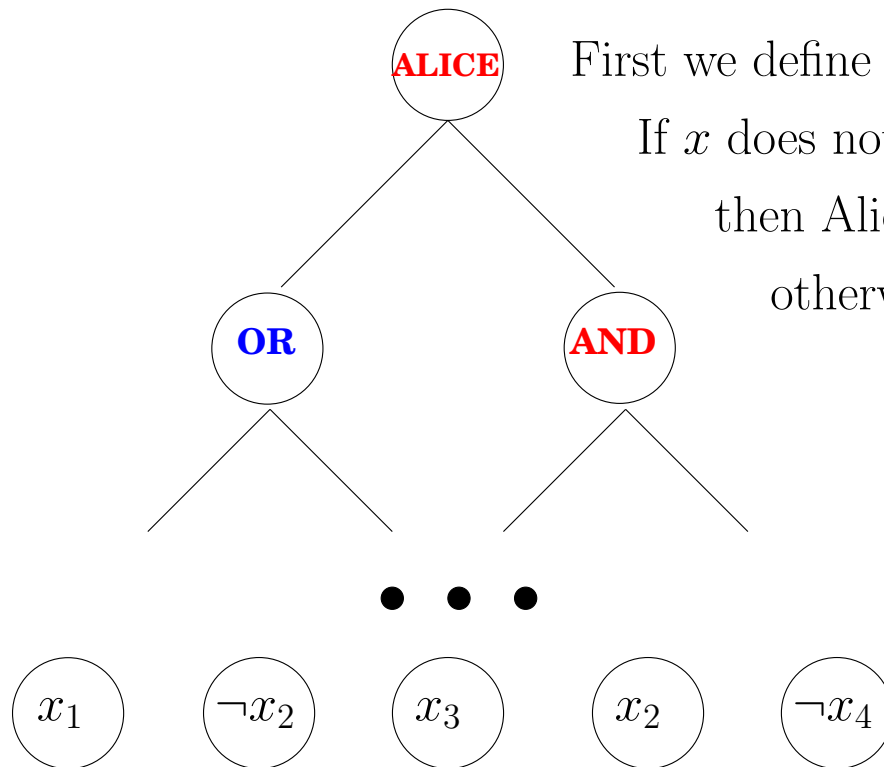 ALICE
First we define
If x does no
then Ali
other
OR
AND
x₁
¬x₂
x₃
x₂
¬x₄